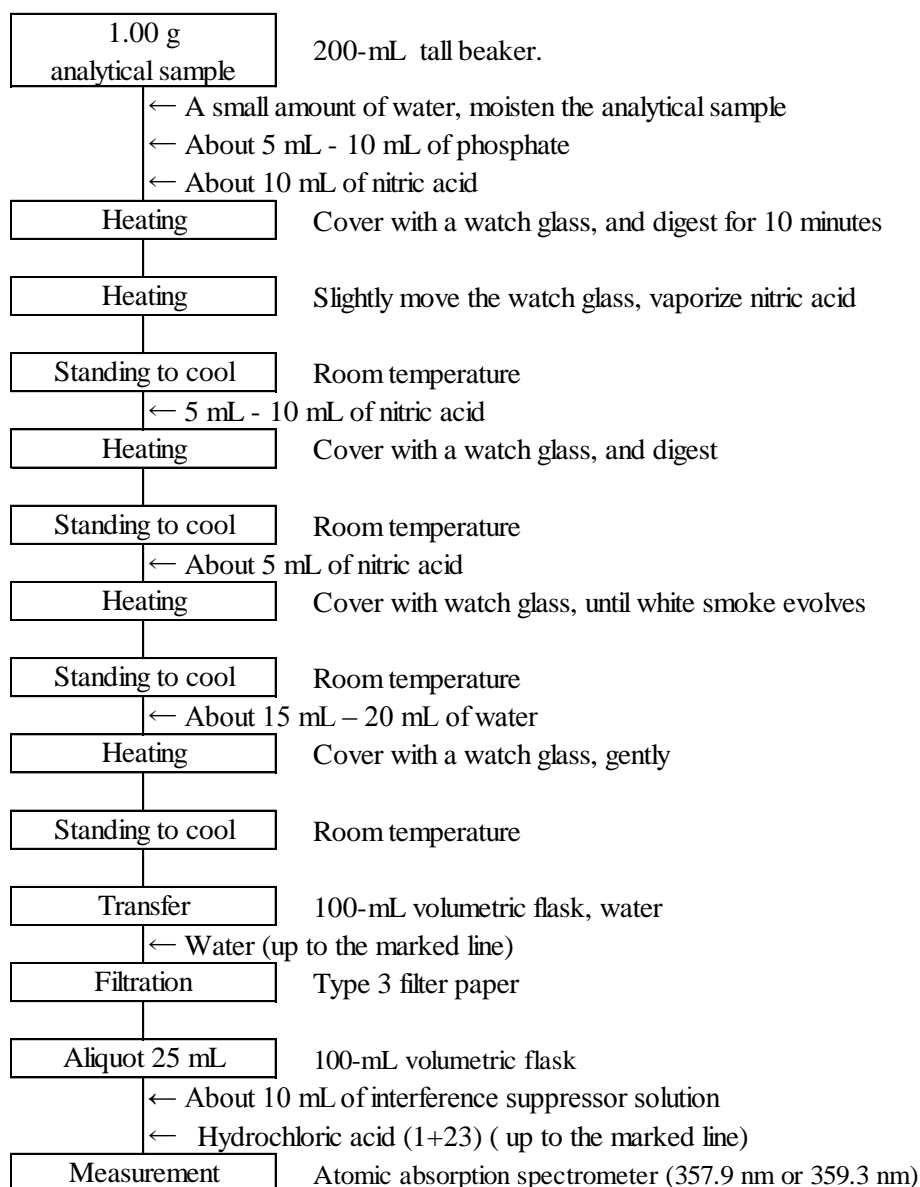 1.00 g
analytical sample
200-mL tall beaker.
← A small amount of water, moisten the analytical sample
← About 5 mL - 10 mL of phosphate
← About 10 mL of nitric acid
Heating
Cover with a watch glass, and digest for 10 minutes
Heating
Slightly move the watch glass, vaporize nitric acid
Standing to cool
Room temperature
← 5 mL - 10 mL of nitric acid
Heating
Cover with a watch glass, and digest
Standing to cool
Room temperature
← About 5 mL of nitric acid
Heating
Cover with watch glass, until white smoke evolves
Standing to cool
Room temperature
← About 15 mL – 20 mL of water
Heating
Cover with a watch glass, gently
Standing to cool
Room temperature
Transfer
100-mL volumetric flask, water
← Water (up to the marked line)
Filtration
Type 3 filter paper
Aliquot 25 mL
100-mL volumetric flask
← About 10 mL of interference suppressor solution
← Hydrochloric acid (1+23) ( up to the marked line)
Measurement
Atomic absorption spectrometer (357.9 nm or 359.3 nm)